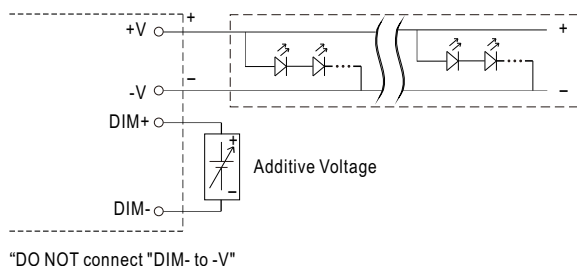 +V
+
+
-V
−
−
DIM+
+
Additive Voltage
−
DIM-
“DO NOT connect "DIM- to -V"